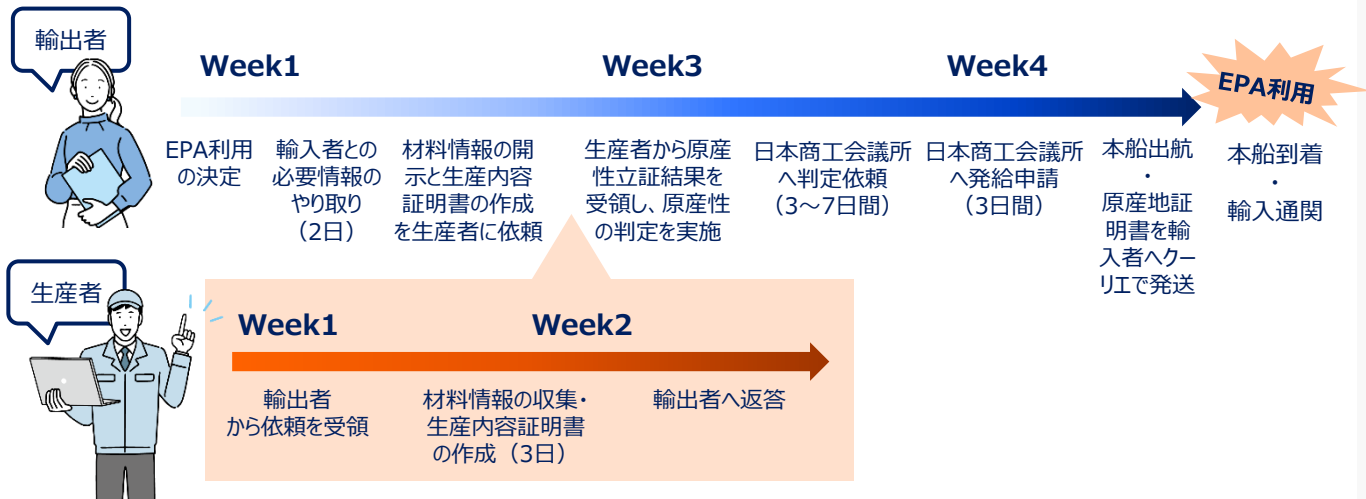 輸出者
Week1
Week3
Week4
EPA利用
EPA利用
の決定
輸入者との
必要情報の
やり取り
（2日）
材料情報の開
示と生産内容
証明書の作成
を生産者に依頼
生産者から原産
性立証結果を
受領し、原産性
の判定を実施
日本商工会議所
へ判定依頼
（3～7日間）
日本商工会議所
へ発給申請
（3日間）
本船出航
・
原産地証
明書を輸
入者へクー
リエで発送
本船到着
・
輸入通関
生産者
Week1
Week2
輸出者
から依頼を受領
材料情報の収集・
生産内容証明書
の作成（3日）
輸出者へ返答